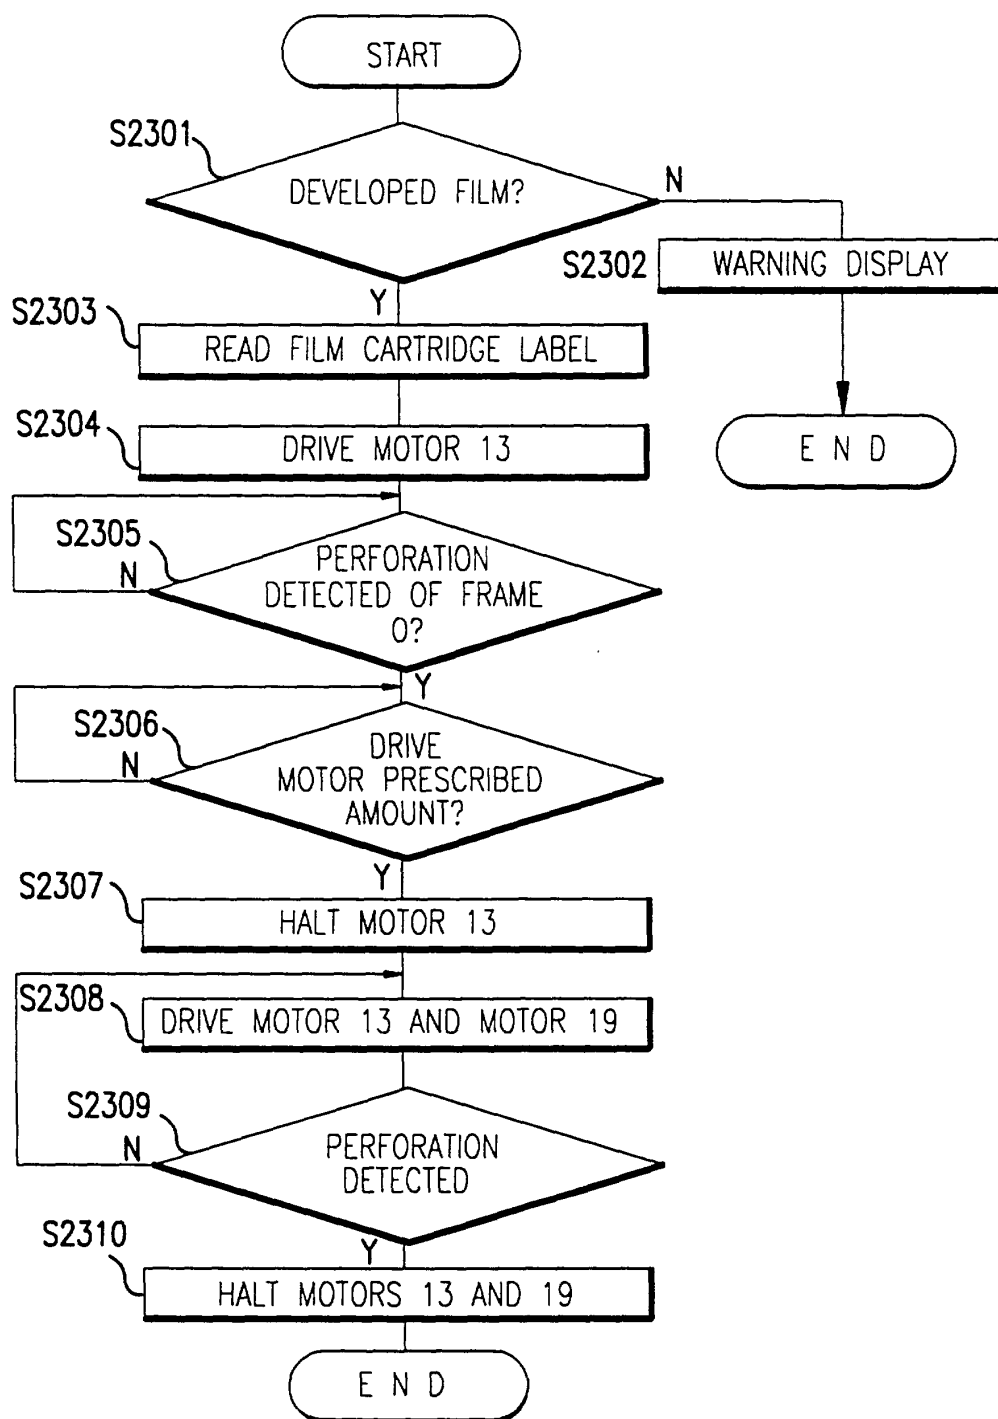 START
S2301
DEVELOPED FILM?
N
S2302
WARNING DISPLAY
Y
S2303
READ FILM CARTRIDGE LABEL
END
S2304
DRIVE MOTOR 13
S2305
PERFORATION
DETECTED OF FRAME
0?
N
Y
S2306
DRIVE
MOTOR PRESCRIBED
AMOUNT?
N
Y
S2307
HALT MOTOR 13
S2308
DRIVE MOTOR 13 AND MOTOR 19
S2309
PERFORATION
DETECTED
N
Y
S2310
HALT MOTORS 13 AND 19
END